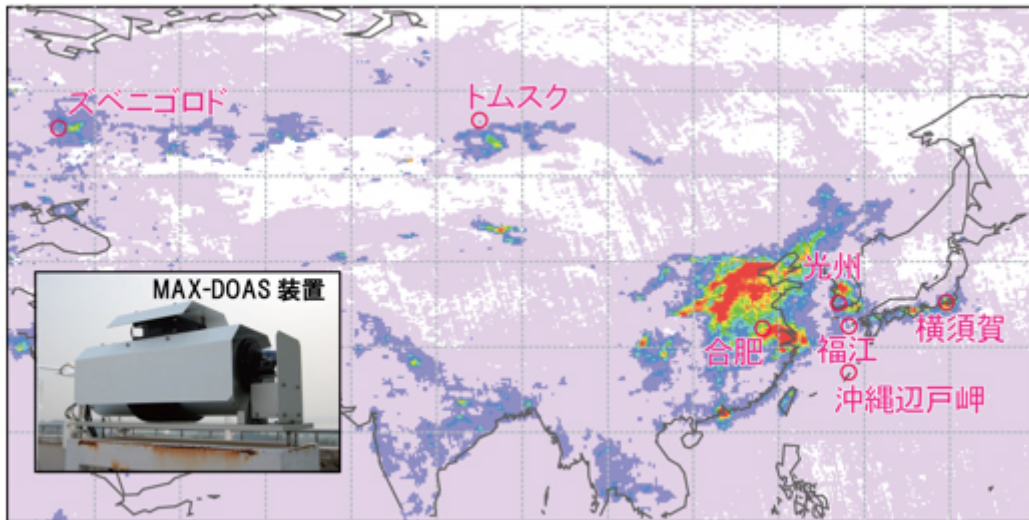 ズベニゴロド
トムスク
MAX-DOAS 装置
光州
合肥
福江
横須賀
沖縄辺戸岬